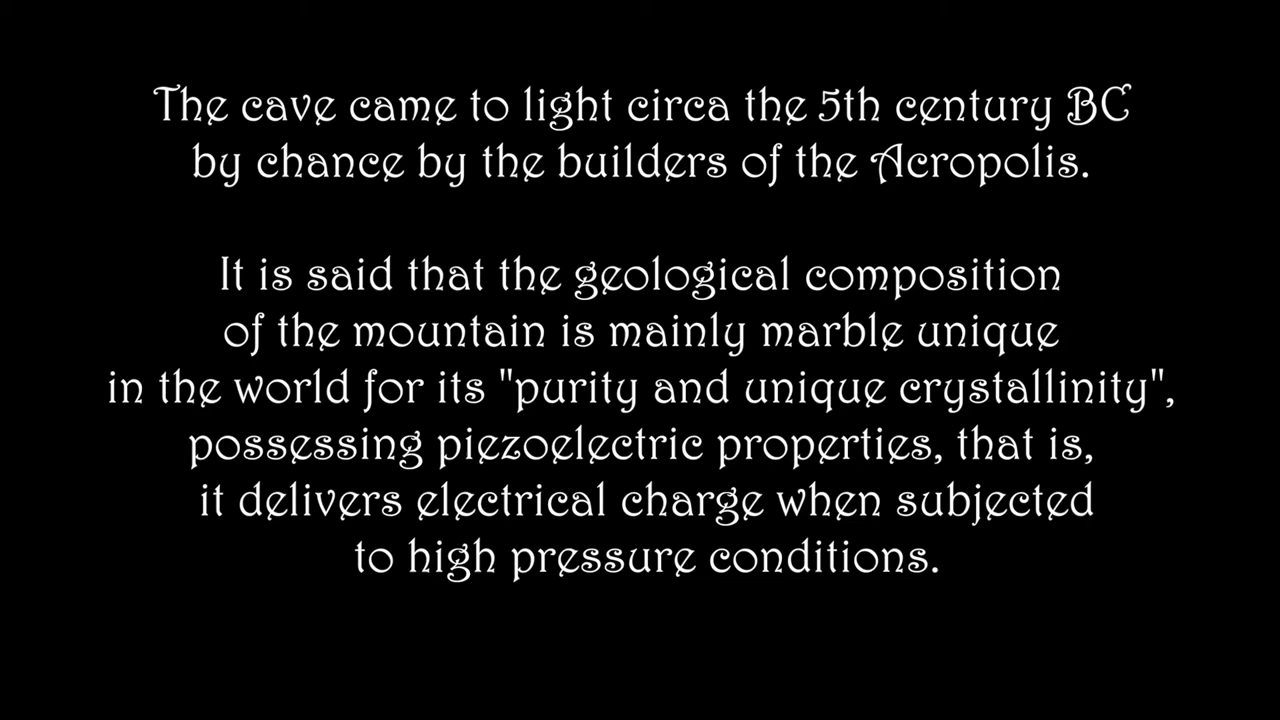 The cave came to light circa the 5th century BC
by chance by the builders of the Acropolis.
It is said that the geological composition
of the mountain is mainly marble unique
in the world for its "purity and unique crystallinity",
possessing piezoelectric properties, that is,
it delivers electrical charge when subjected
to high pressure conditions.